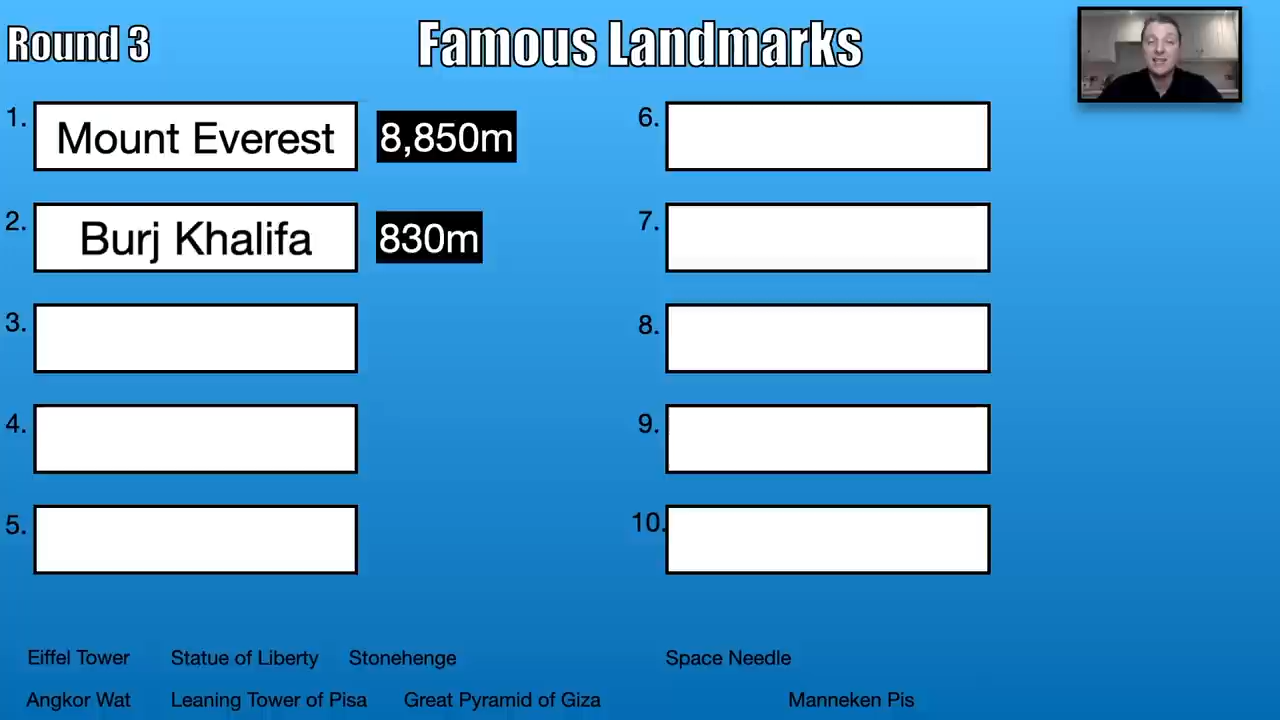 Round 3
Famous Landmarks
1. Mount Everest 8,850m
2. Burj Khalifa 830m
3.
4.
5.
6.
7.
8.
9.
10.
Eiffel Tower Statue of Liberty Stonehenge Space Needle
Angkor Wat Leaning Tower of Pisa Great Pyramid of Giza Manneken Pis